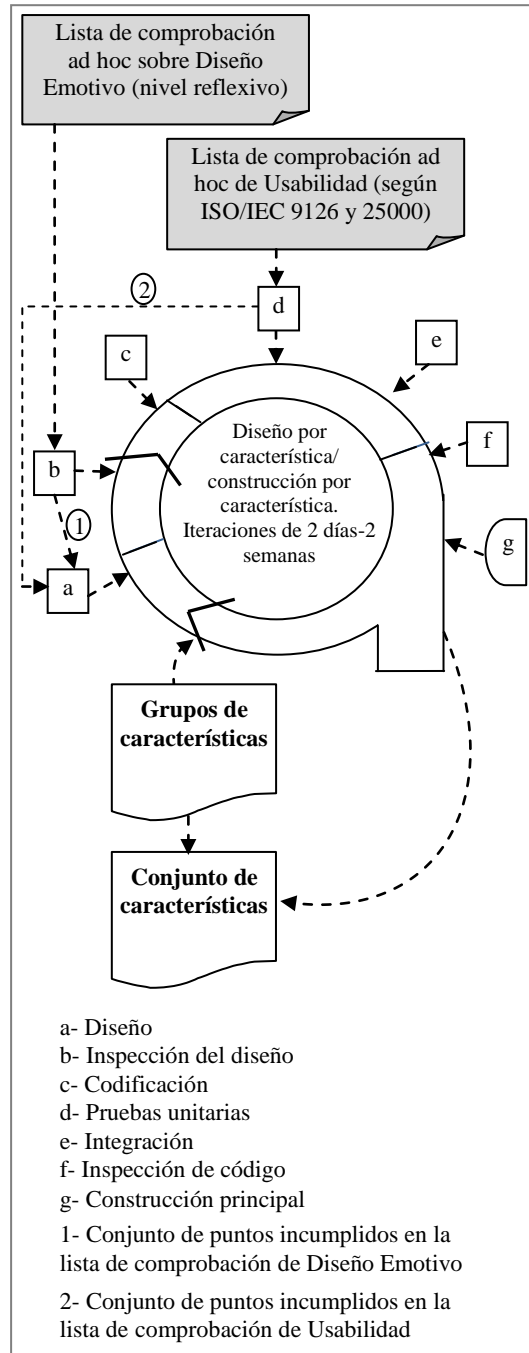 Lista de comprobación
ad hoc sobre Diseño
Emotivo (nivel reflexivo)
Lista de comprobación ad
hoc de Usabilidad (según
ISO/IEC 9126 y 25000)
2
d
c
e
f
b
1
a
g
Diseño por
característica/
construcción por
característica.
Iteraciones de 2 días-2
semanas
Grupos de
características
Conjunto de
características
a- Diseño
b- Inspección del diseño
c- Codificación
d- Pruebas unitarias
e- Integración
f- Inspección de código
g- Construcción principal
1- Conjunto de puntos incumplidos en la
lista de comprobación de Diseño Emotivo
2- Conjunto de puntos incumplidos en la
lista de comprobación de Usabilidad